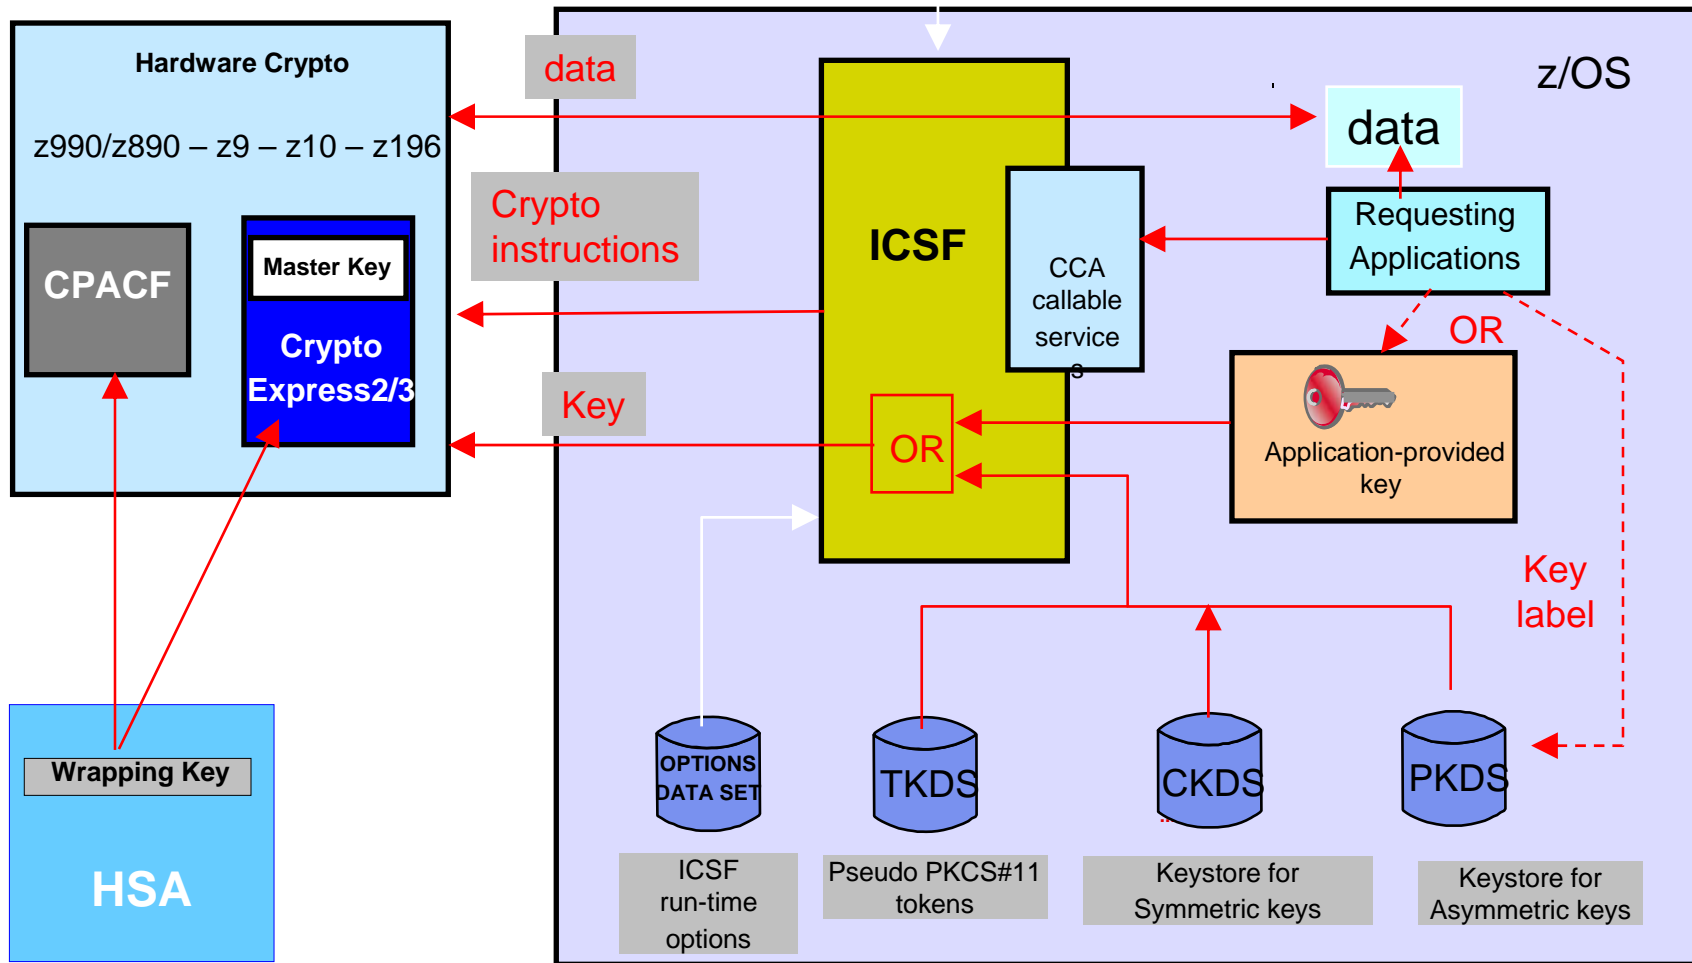 Hardware Crypto
z990/z890 – z9 – z10 – z196
CPACF
Master Key
Crypto
Express2/3
Wrapping Key
HSA
data
Crypto
instructions
Key
z/OS
ICSF
OR
CCA
callable
service
s
data
Requesting
Applications
OR
Application-provided
key
Key
label
OPTIONS
DATA SET
TKDS
CKDS
PKDS
ICSF
run-time
options
Pseudo PKCS#11
tokens
Keystore for
Symmetric keys
Keystore for
Asymmetric keys